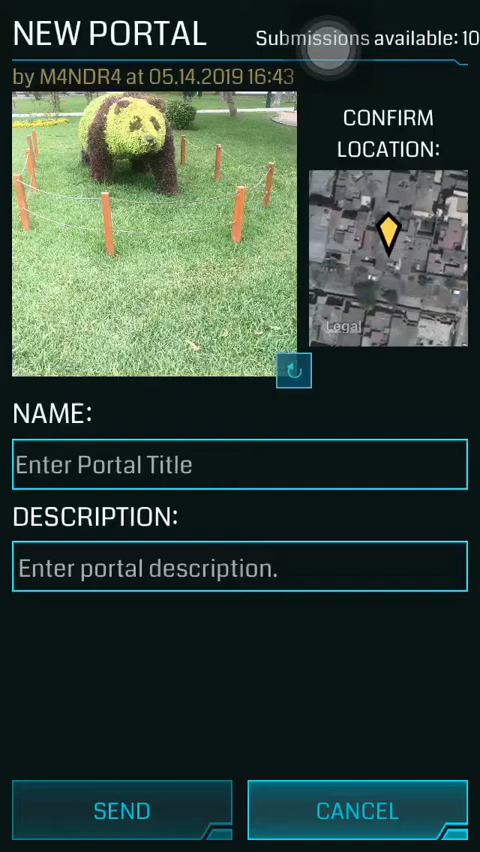 NEW PORTAL
Submissions available: 10
by M4NDR4 at 05.14.2019 16:43
CONFIRM
LOCATION:
Legal
NAME:
Enter Portal Title
DESCRIPTION:
Enter portal description.
SEND
CANCEL